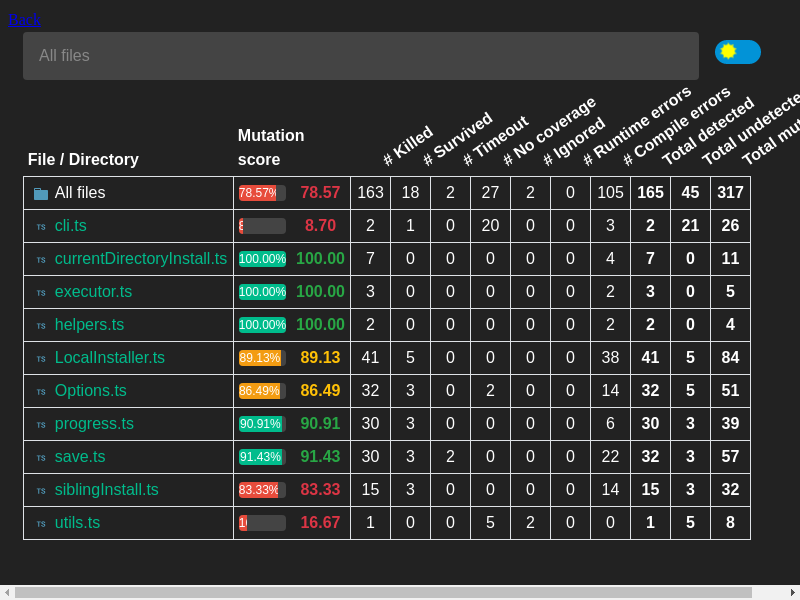 Back
All files
File / Directory Mutation score # Killed # Survived # Timeout # No coverage # Ignored # Runtime errors # Compile errors Total detected Total undetected Total mut
All files 78.57% 78.57 163 18 2 27 2 0 105 165 45 317
TS cli.ts 8 8.70 2 1 0 20 0 0 3 2 21 26
TS currentDirectoryInstall.ts 100.00% 100.00 7 0 0 0 0 0 4 7 0 11
TS executor.ts 100.00% 100.00 3 0 0 0 0 0 2 3 0 5
TS helpers.ts 100.00% 100.00 2 0 0 0 0 0 2 2 0 4
TS LocalInstaller.ts 89.13% 89.13 41 5 0 0 0 0 38 41 5 84
TS Options.ts 86.49% 86.49 32 3 0 2 0 0 14 32 5 51
TS progress.ts 90.91% 90.91 30 3 0 0 0 0 6 30 3 39
TS save.ts 91.43% 91.43 30 3 2 0 0 0 22 32 3 57
TS siblingInstall.ts 83.33% 83.33 15 3 0 0 0 0 14 15 3 32
TS utils.ts 16 16.67 1 0 0 5 2 0 0 1 5 8